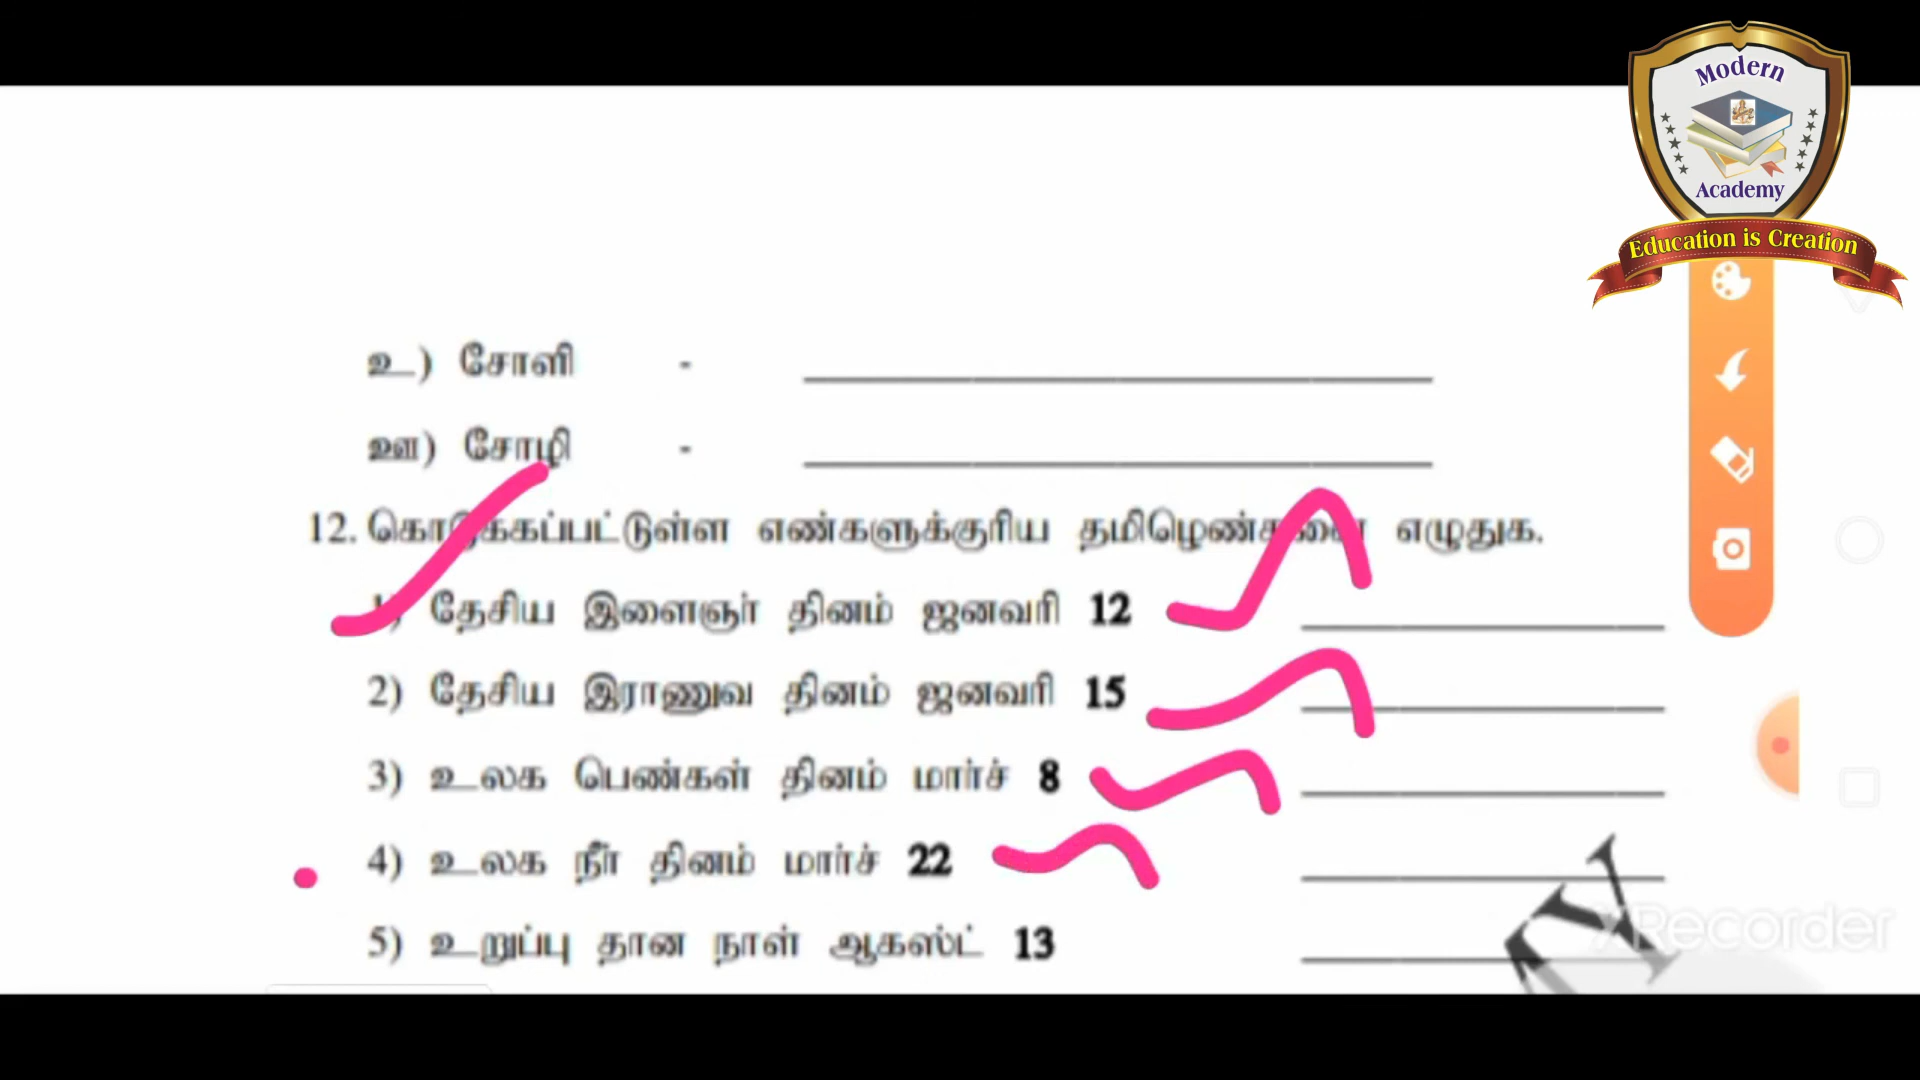 Modern
Academy
Education is Creation
உ) சோளி -
ஊ) சோழி -
12. கொடுக்கப்பட்டுள்ள எண்களுக்குரிய தமிழெண்களை எழுதுக.
1) தேசிய இளைஞர் தினம் ஜனவரி 12
2) தேசிய இராணுவ தினம் ஜனவரி 15
3) உலக பெண்கள் தினம் மார்ச் 8
4) உலக நீர் தினம் மார்ச் 22
5) உறுப்பு தான நாள் ஆகஸ்ட் 13
XRecorder